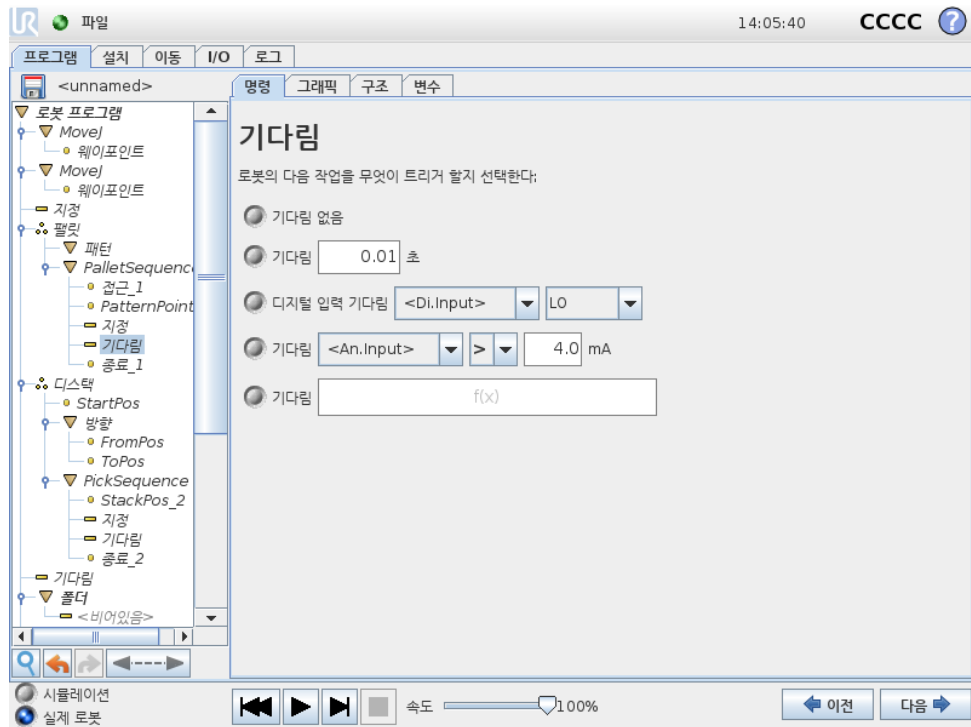 UR 파일 14:05:40 CCCC ?
프로그램 설치 이동 I/O 로그
<unnamed>
명령 그래픽 구조 변수
로봇 프로그램
MoveJ
웨이포인트
MoveJ
웨이포인트
지정
팔릿
패턴
PalletSequenc
접근_1
PatternPoint
지정
기다림
종료_1
디스택
StartPos
방향
FromPos
ToPos
PickSequence
StackPos_2
지정
기다림
종료_2
기다림
폴더
<비어있음>
기다림
로봇의 다음 작업을 무엇이 트리거 할지 선택한다:
기다림 없음
기다림 0.01 초
디지털 입력 기다림 <Di.Input> LO
기다림 <An.Input> > 4.0 mA
기다림 f(x)
시뮬레이션
실제 로봇
속도 100%
이전 다음